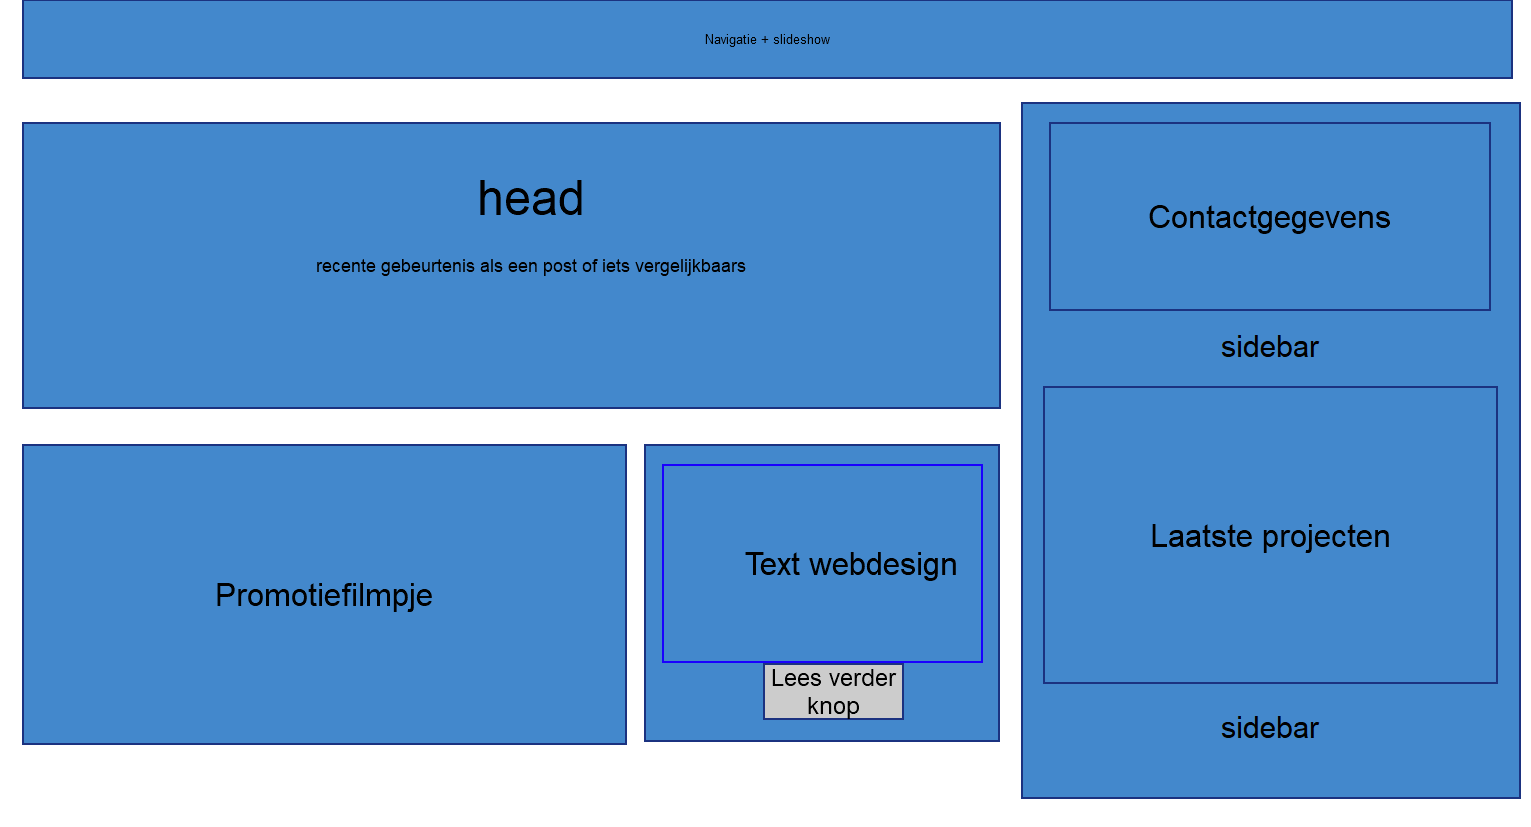 Navigatie + slideshow
head
recente gebeurtenis als een post of iets vergelijkbaars
Promotiefilmpje
Text webdesign
Lees verder
knop
Contactgegevens
sidebar
Laatste projecten
sidebar